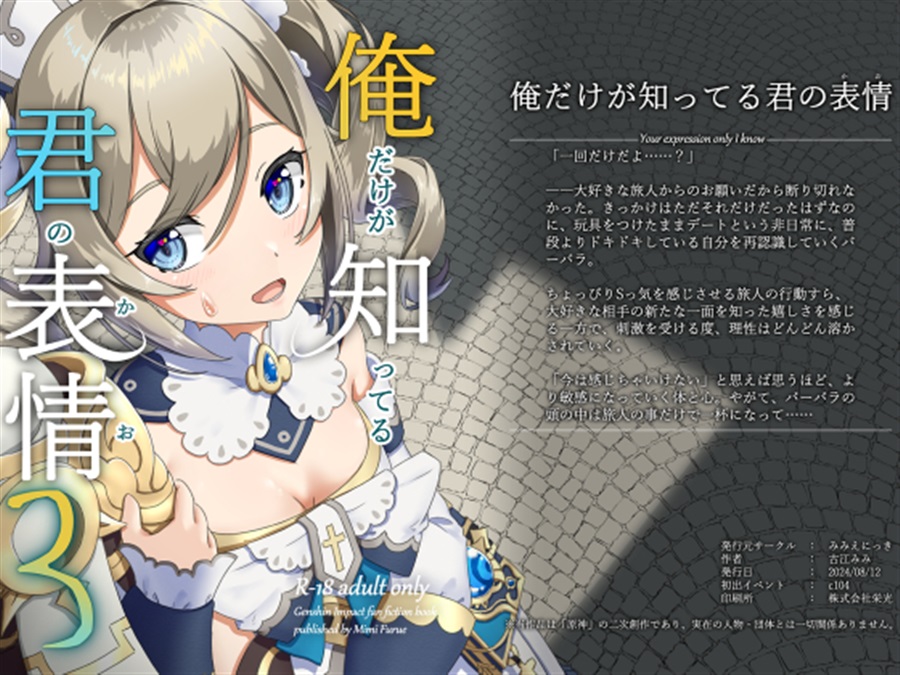 俺だけが知ってる
君の表情3
かお
R-18 adult only
Genshin Impact fan fiction book
published by Mimi Furue
俺だけが知ってる君の表情
かお
Your expression only I know
「一回だけだよ……？」
――大好きな旅人からのお願いだから断り切れな
かった。きっかけはただそれだけだったはずなの
に、玩具をつけたままデートという非日常に、普
段よりドキドキしている自分を再認識していくバ
ーバラ。
ちょっぴりSっ気を感じさせる旅人の行動すら、
大好きな相手の新たな一面を知った嬉しさを感じ
る一方で、刺激を受ける度、理性はどんどん溶か
されていく。
「今は感じちゃいけない」と思えば思うほど、よ
り敏感になっていく体と心。やがて、バーバラの
頭の中は旅人の事だけで一杯になって……
発行元サークル ： みみえにっき
作者 ： 古江みみ
発行日 ： 2024/08/12
初出イベント ： c104
印刷所 ： 株式会社栄光
※当作品は「原神」の二次創作であり、実在の人物・団体とは一切関係ありません。